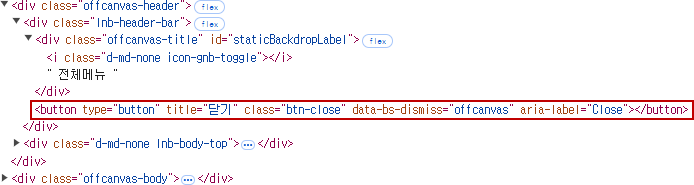 ▼<div class="offcanvas-header"> flex
▼<div class="lnb-header-bar"> flex
▼<div class="offcanvas-title" id="staticBackdropLabel"> flex
<i class="d-md-none icon-gnb-toggle"></i>
" 전체메뉴 "
</div>
<button type="button" title="닫기" class="btn-close" data-bs-dismiss="offcanvas" aria-label="Close"></button>
</div>
▶<div class="d-md-none lnb-body-top"> ⋯ </div>
</div>
▶<div class="offcanvas-body"> ⋯ </div>